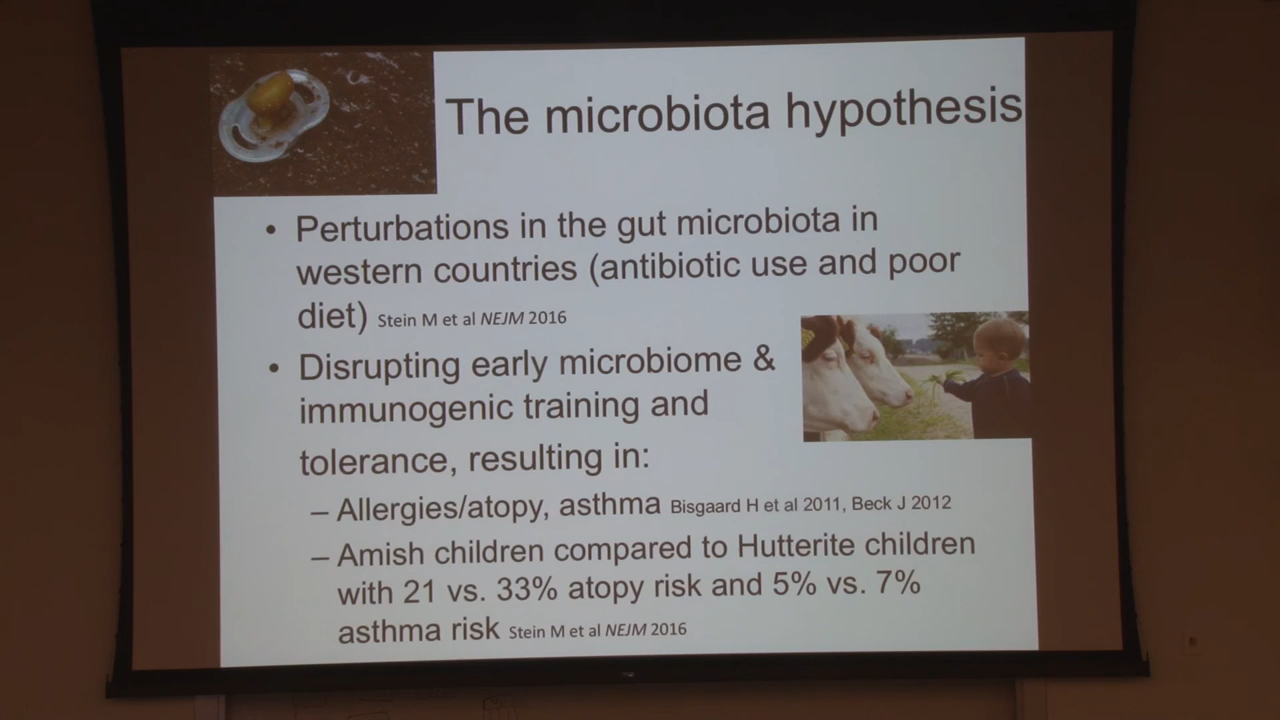 The microbiota hypothesis
• Perturbations in the gut microbiota in
western countries (antibiotic use and poor
diet) Stein M et al NEJM 2016
• Disrupting early microbiome &
immunogenic training and
tolerance, resulting in:
– Allergies/atopy, asthma Bisgaard H et al 2011, Beck J 2012
– Amish children compared to Hutterite children
with 21 vs. 33% atopy risk and 5% vs. 7%
asthma risk Stein M et al NEJM 2016